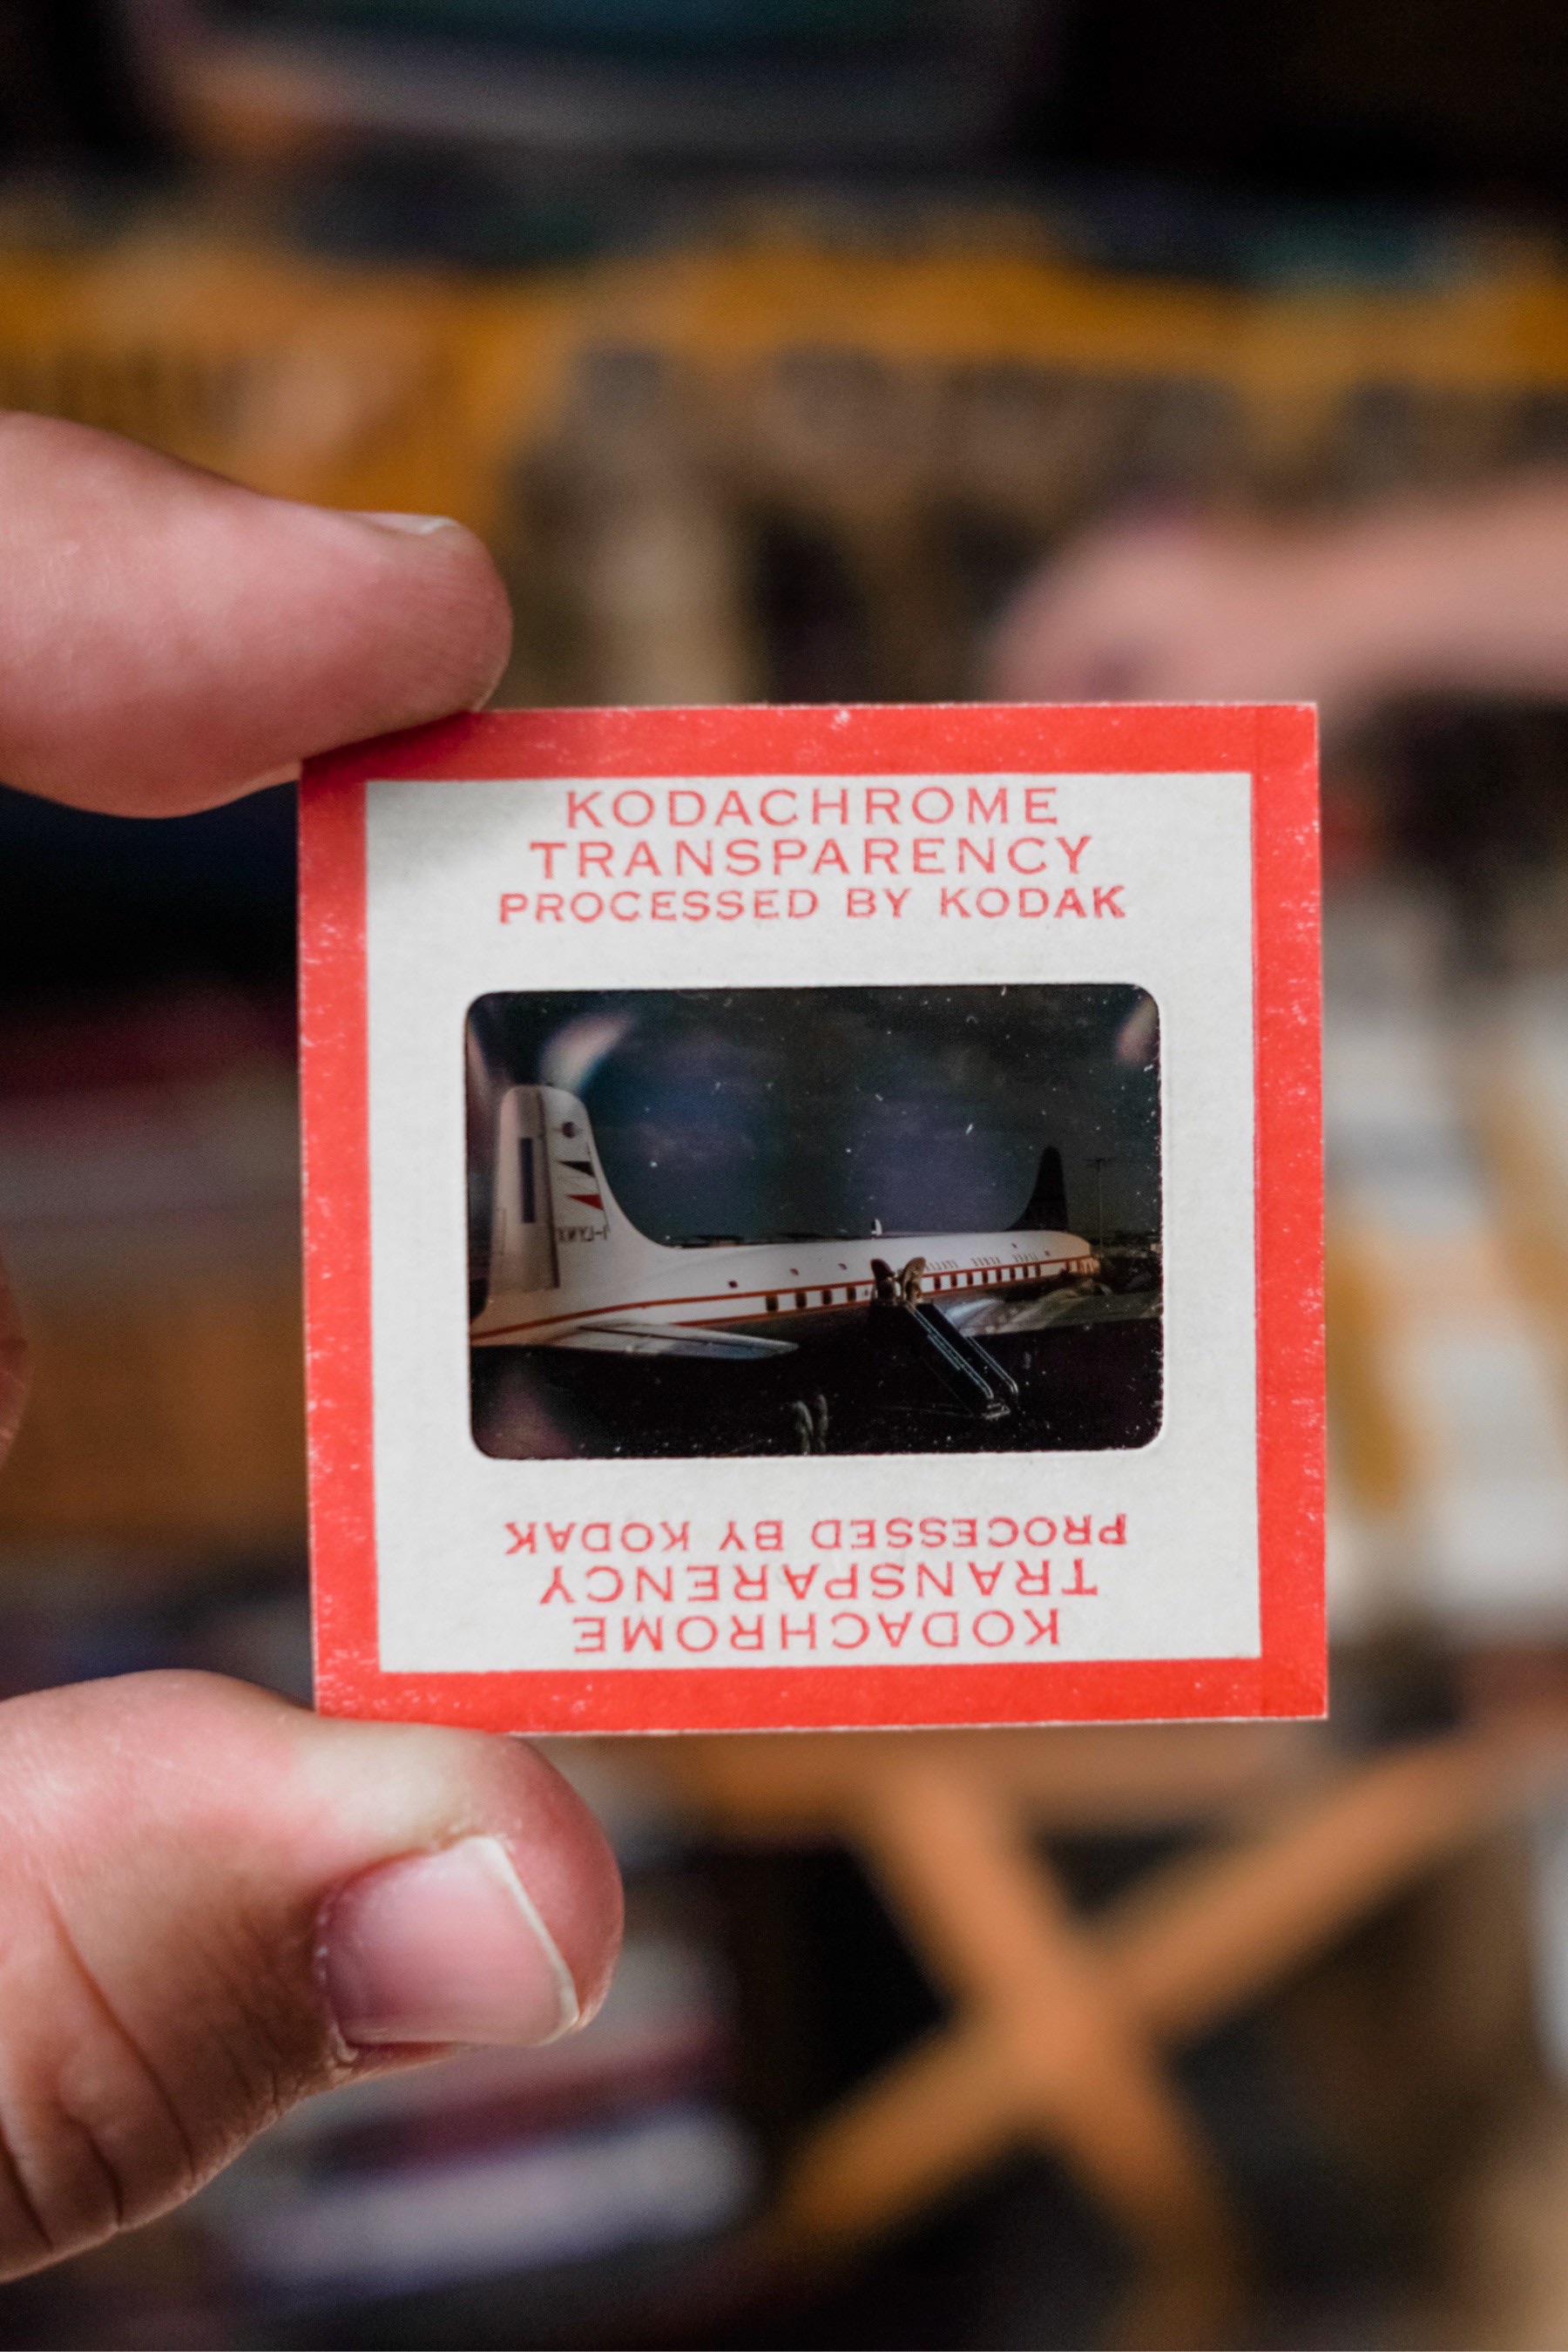 KODACHROME
TRANSPARENCY
PROCESSED BY KODAK
PROCESSED BY KODAK
TRANSPARENCY
KODACHROME